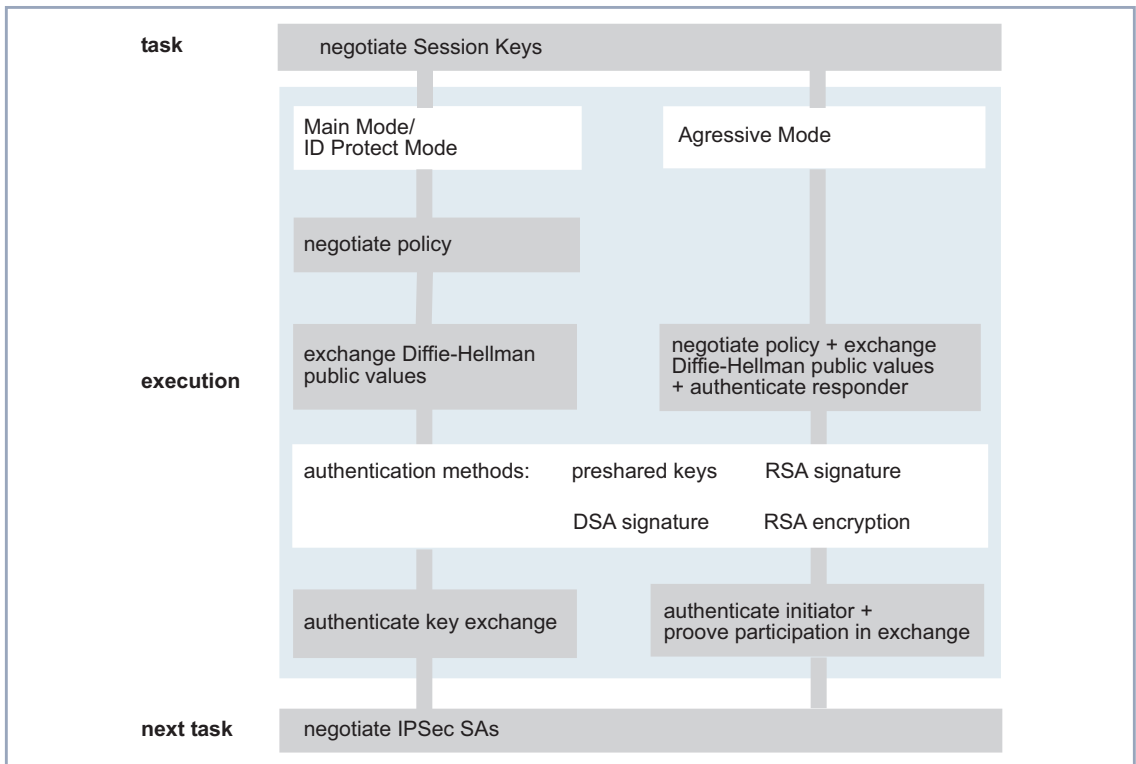 task
negotiate Session Keys
Main Mode/
ID Protect Mode
Agressive Mode
negotiate policy
execution
exchange Diffie-Hellman
public values
negotiate policy + exchange
Diffie-Hellman public values
+ authenticate responder
authentication methods: preshared keys RSA signature
DSA signature RSA encryption
authenticate key exchange
authenticate initiator +
proove participation in exchange
next task
negotiate IPSec SAs